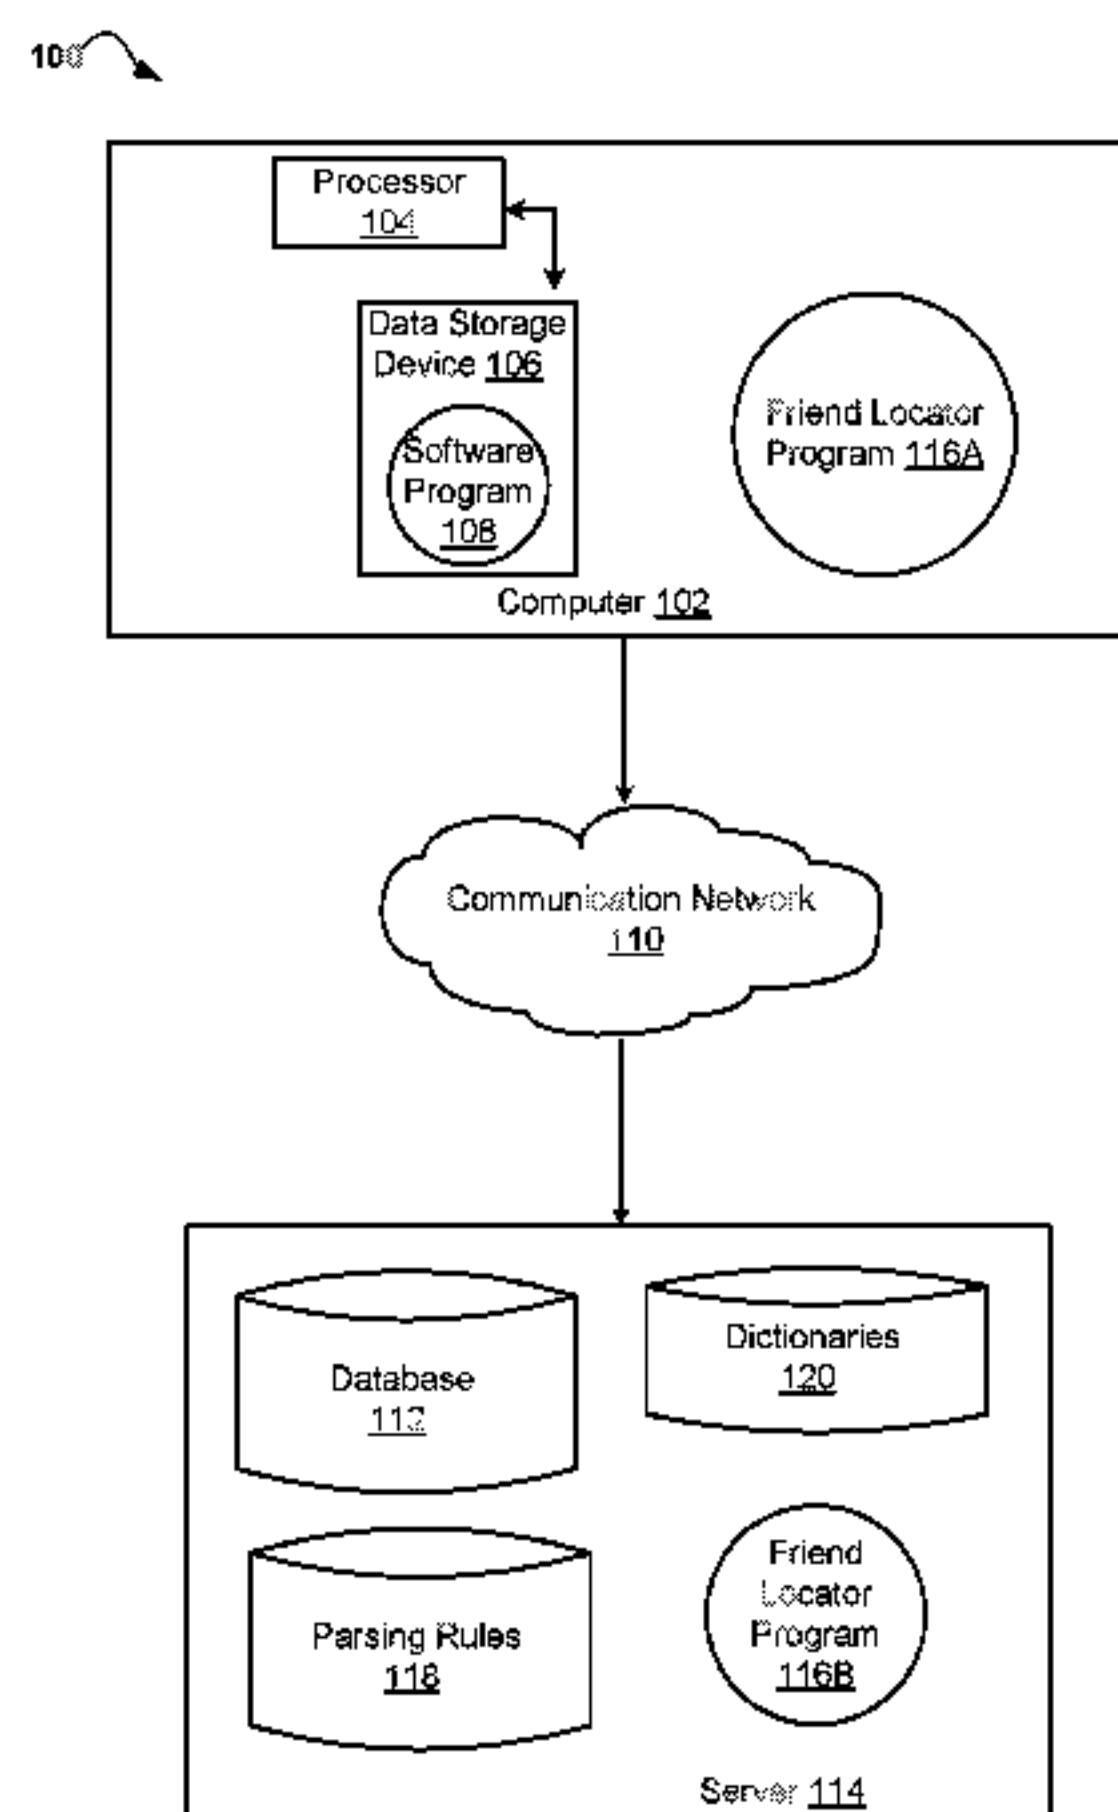 100
Processor
104
Data Storage
Device 106
Software
Program
108
Friend Locator
Program 116A
Computer 102
Communication Network
110
Database
112
Dictionaries
120
Parsing Rules
118
Friend
Locator
Program
116B
Server 114